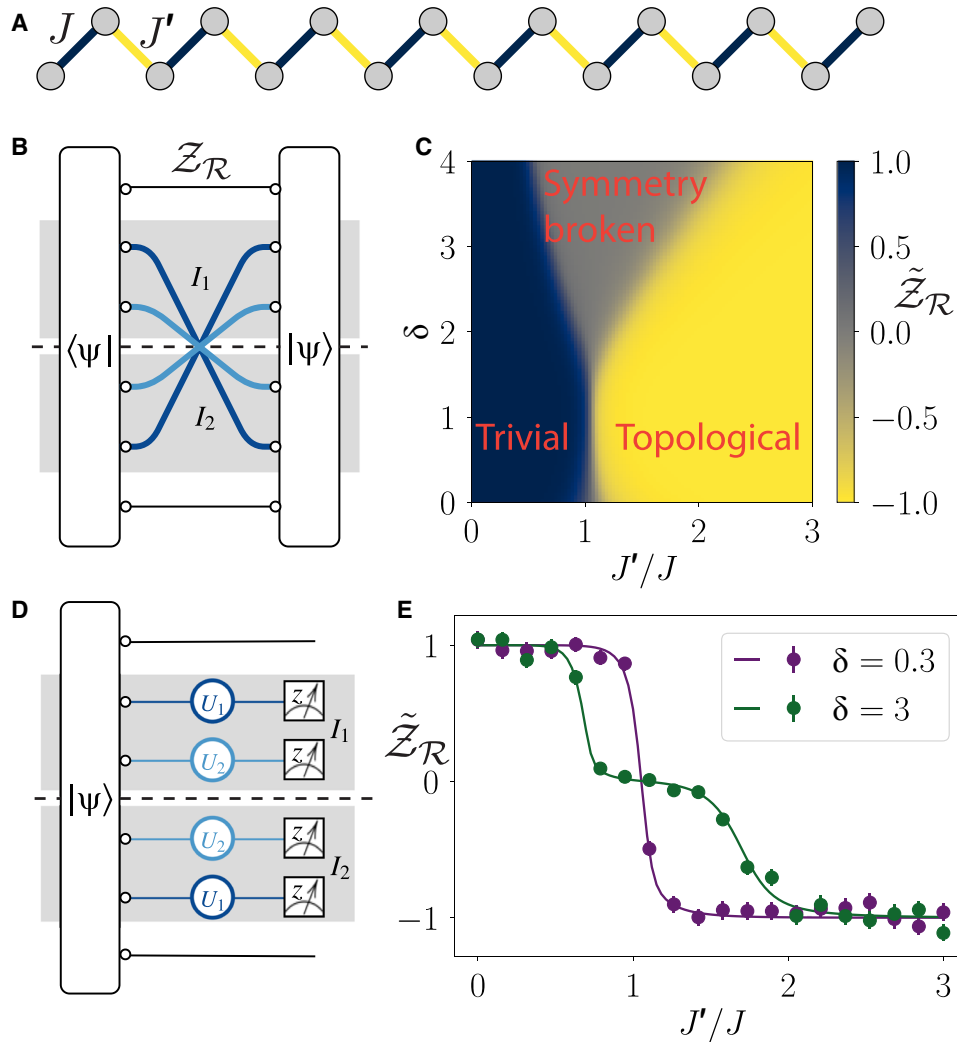 A
J
J'
B
𝒵_ℛ
I₁
⟨ψ|
|ψ⟩
I₂
C
4
3
2
1
0
δ
Symmetry
broken
Trivial
Topological
0
1
2
3
J'/J
1.0
0.5
0.0
−0.5
−1.0
𝒵̃_ℛ
D
|ψ⟩
U₁
z
I₁
U₂
z
U₂
z
I₂
U₁
z
E
1
0
−1
𝒵̃_ℛ
δ = 0.3
δ = 3
0
1
2
3
J'/J